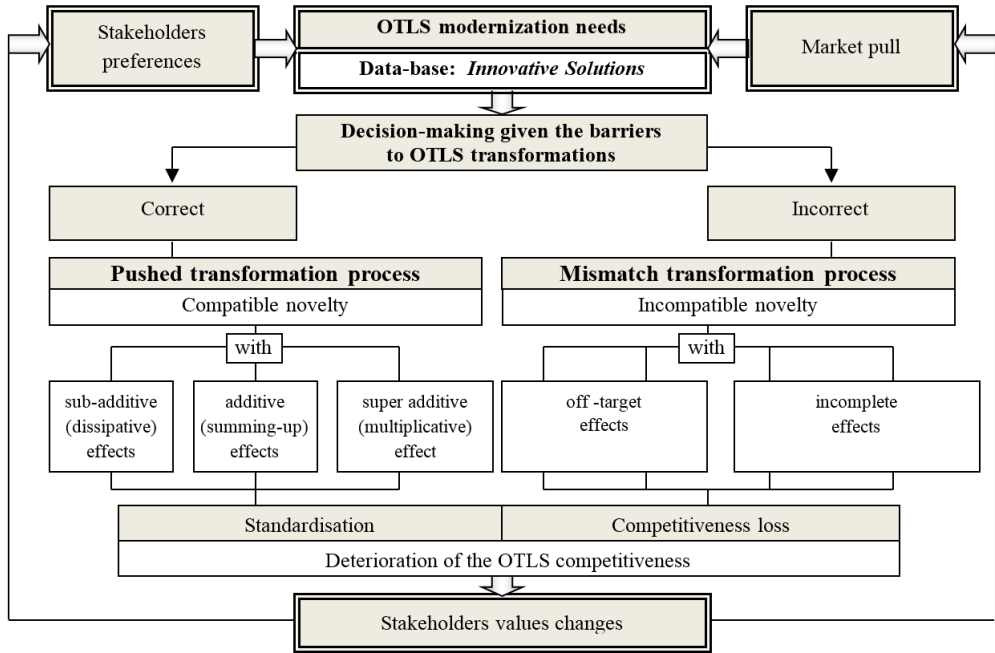 Stakeholders
preferences
OTLS modernization needs
Data-base: Innovative Solutions
Market pull
Decision-making given the barriers
to OTLS transformations
Correct
Incorrect
Pushed transformation process
Compatible novelty
Mismatch transformation process
Incompatible novelty
with
with
sub-additive
(dissipative)
effects
additive
(summing-up)
effects
super additive
(multiplicative)
effect
off -target
effects
incomplete
effects
Standardisation
Competitiveness loss
Deterioration of the OTLS competitiveness
Stakeholders values changes